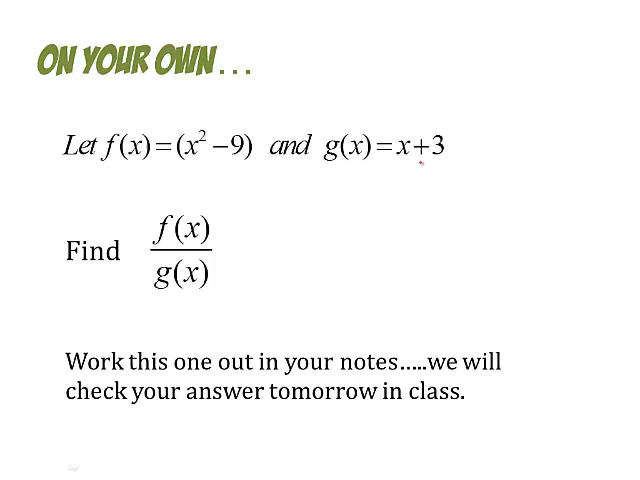 ON YOUR OWN...
Let f(x)=(x²−9) and g(x)=x+3
Find f(x)/g(x)
Work this one out in your notes.....we will
check your answer tomorrow in class.